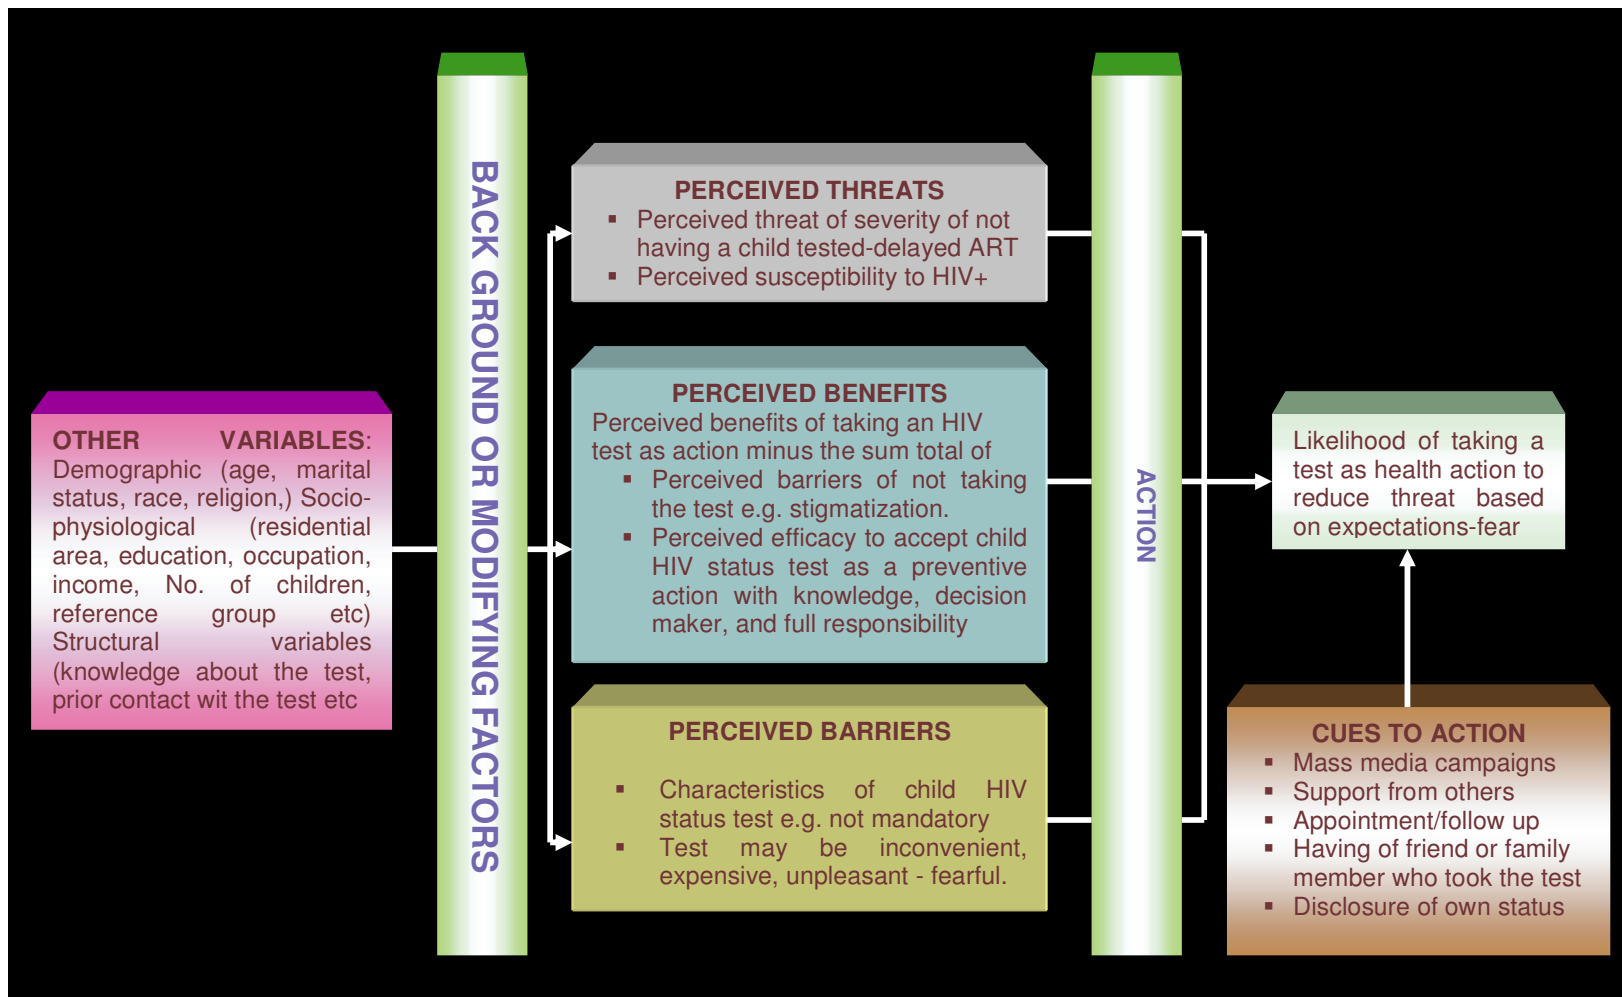 OTHER VARIABLES:
Demographic (age, marital
status, race, religion,) Socio-
physiological (residential
area, education, occupation,
income, No. of children,
reference group etc)
Structural variables
(knowledge about the test,
prior contact wit the test etc
BACK GROUND OR MODIFYING FACTORS
PERCEIVED THREATS
▪ Perceived threat of severity of not
having a child tested-delayed ART
▪ Perceived susceptibility to HIV+
PERCEIVED BENEFITS
Perceived benefits of taking an HIV
test as action minus the sum total of
▪ Perceived barriers of not taking
the test e.g. stigmatization.
▪ Perceived efficacy to accept child
HIV status test as a preventive
action with knowledge, decision
maker, and full responsibility
PERCEIVED BARRIERS
▪ Characteristics of child HIV
status test e.g. not mandatory
▪ Test may be inconvenient,
expensive, unpleasant - fearful.
ACTION
Likelihood of taking a
test as health action to
reduce threat based
on expectations-fear
CUES TO ACTION
▪ Mass media campaigns
▪ Support from others
▪ Appointment/follow up
▪ Having of friend or family
member who took the test
▪ Disclosure of own status